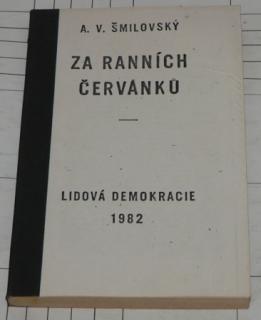 A. V. ŠMILOVSKÝ
ZA RANNÍCH
ČERVÁNKŮ
LIDOVÁ DEMOKRACIE
1982